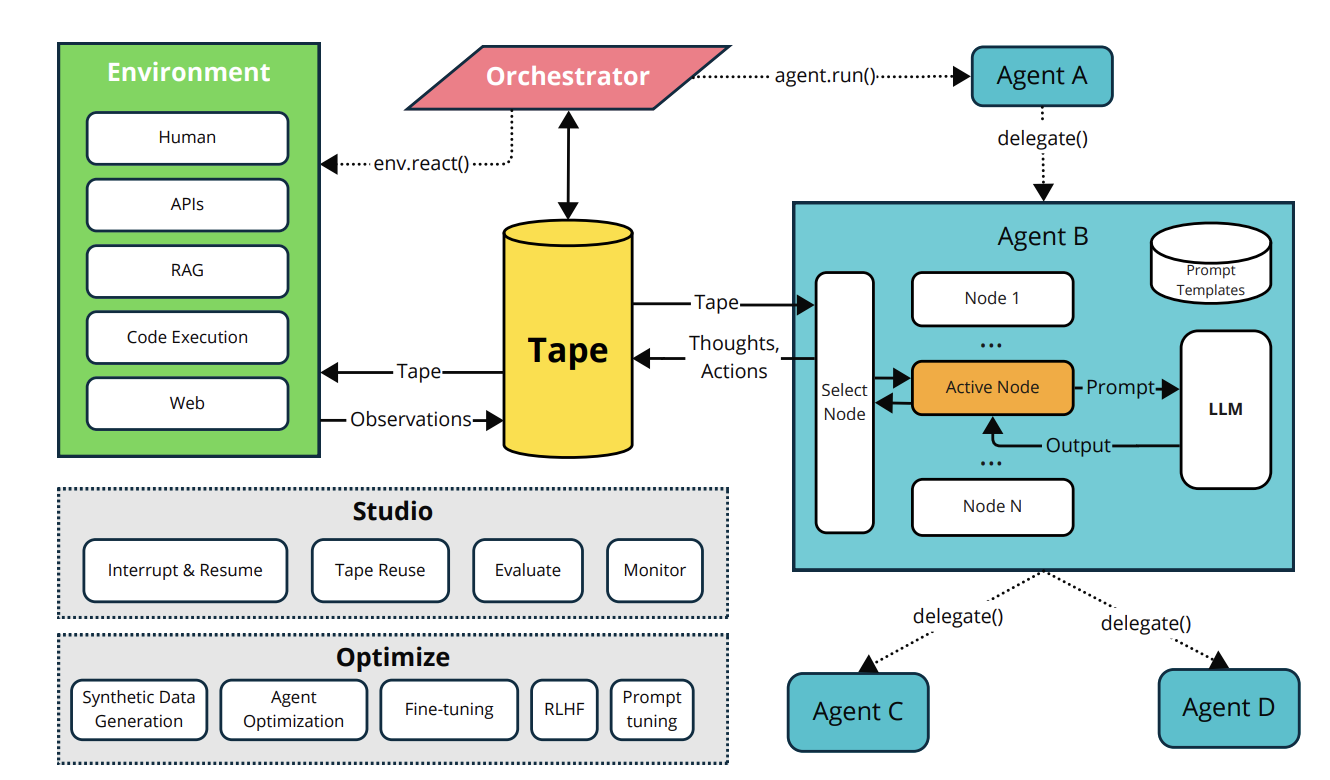 Environment
Human
APIs
RAG
Code Execution
Web
Orchestrator
agent.run()
env.react()
Agent A
delegate()
Tape
Tape
Observations
Tape
Thoughts,
Actions
Agent B
Prompt
Templates
Select
Node
Node 1
...
Active Node
Prompt
LLM
Output
...
Node N
delegate()
delegate()
Agent C
Agent D
Studio
Interrupt & Resume
Tape Reuse
Evaluate
Monitor
Optimize
Synthetic Data
Generation
Agent
Optimization
Fine-tuning
RLHF
Prompt
tuning